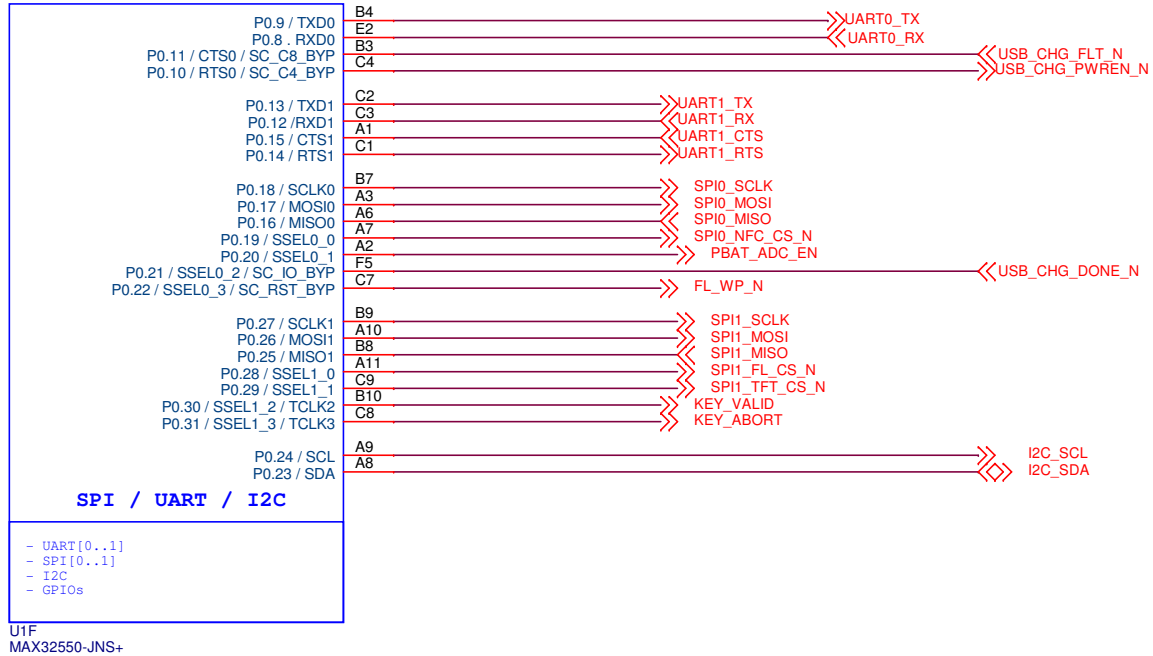 P0.9 / TXD0 B4 UART0_TX
P0.8 . RXD0 E2 UART0_RX
P0.11 / CTS0 / SC_C8_BYP B3 USB_CHG_FLT_N
P0.10 / RTS0 / SC_C4_BYP C4 USB_CHG_PWREN_N
P0.13 / TXD1 C2 UART1_TX
P0.12 /RXD1 C3 UART1_RX
P0.15 / CTS1 A1 UART1_CTS
P0.14 / RTS1 C1 UART1_RTS
P0.18 / SCLK0 B7 SPI0_SCLK
P0.17 / MOSI0 A3 SPI0_MOSI
P0.16 / MISO0 A6 SPI0_MISO
P0.19 / SSEL0_0 A7 SPI0_NFC_CS_N
P0.20 / SSEL0_1 A2 PBAT_ADC_EN
P0.21 / SSEL0_2 / SC_IO_BYP F5 USB_CHG_DONE_N
P0.22 / SSEL0_3 / SC_RST_BYP C7 FL_WP_N
P0.27 / SCLK1 B9 SPI1_SCLK
P0.26 / MOSI1 A10 SPI1_MOSI
P0.25 / MISO1 B8 SPI1_MISO
P0.28 / SSEL1_0 A11 SPI1_FL_CS_N
P0.29 / SSEL1_1 C9 SPI1_TFT_CS_N
P0.30 / SSEL1_2 / TCLK2 B10 KEY_VALID
P0.31 / SSEL1_3 / TCLK3 C8 KEY_ABORT
P0.24 / SCL A9 I2C_SCL
P0.23 / SDA A8 I2C_SDA
SPI / UART / I2C
- UART[0..1]
- SPI[0..1]
- I2C
- GPIOs
U1F
MAX32550-JNS+